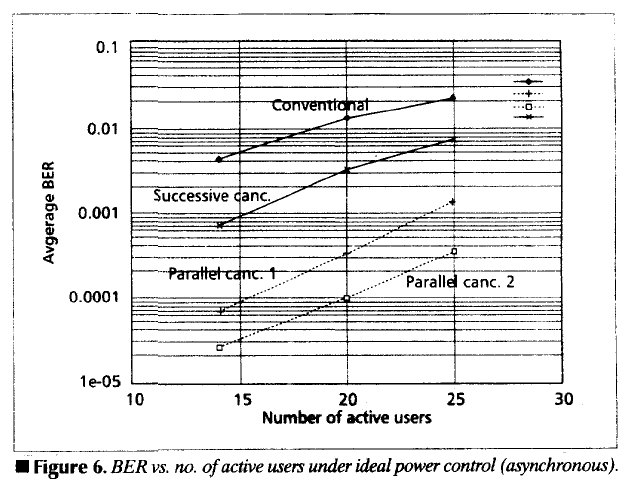 0.1
Conventional
0.01
Avgerage BER
Successive canc.
0.001
Parallel canc. 1
Parallel canc. 2
0.0001
1e-05
10 15 20 25 30
Number of active users
■ Figure 6. BER vs. no. of active users under ideal power control (asynchronous).